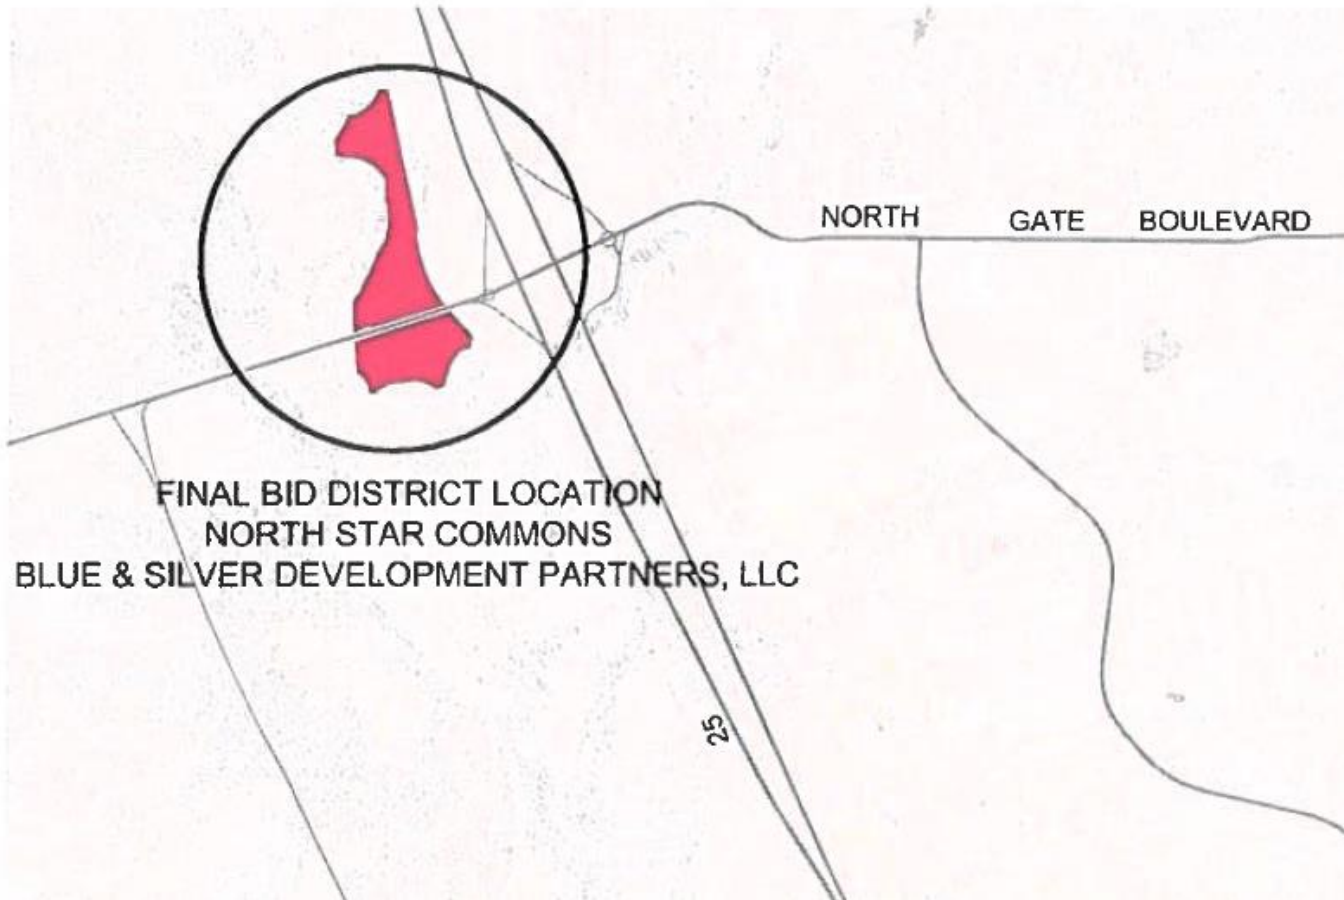 NORTH GATE BOULEVARD
FINAL BID DISTRICT LOCATION
NORTH STAR COMMONS
BLUE & SILVER DEVELOPMENT PARTNERS, LLC
25